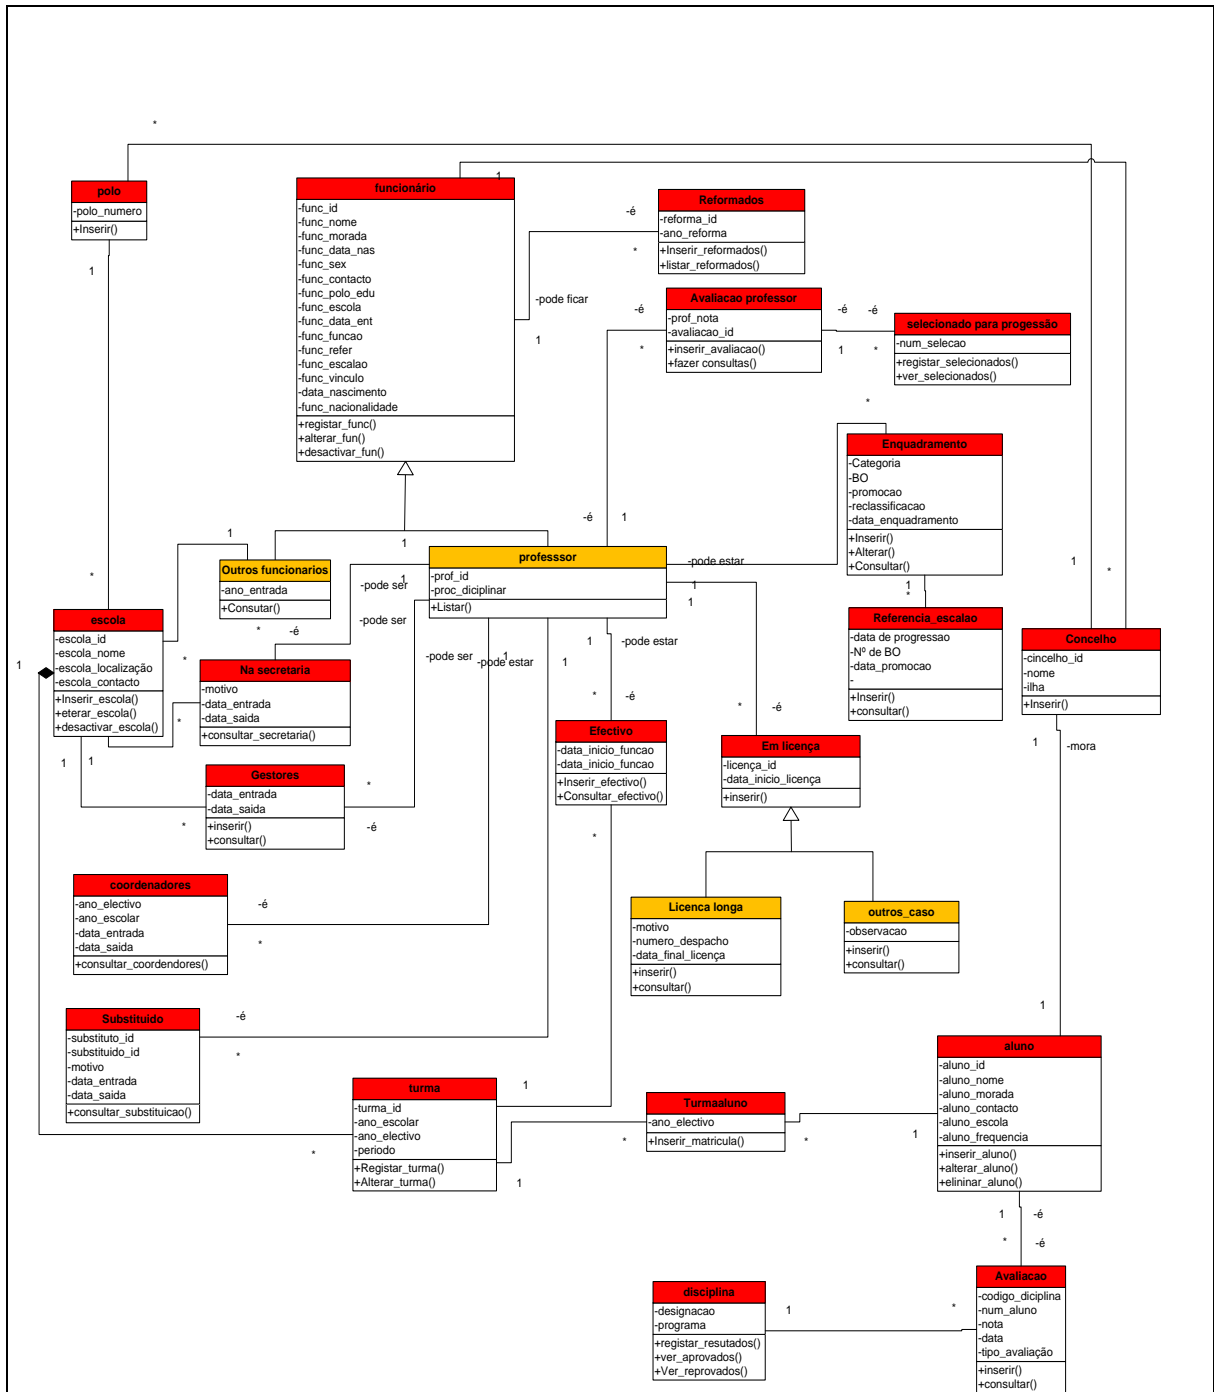 *
polo
-polo_numero
+Inserir()
1
funcionário
1
-func_id
-func_nome
-func_morada
-func_data_nas
-func_sex
-func_contacto
-func_polo_edu
-func_escola
-func_data_ent
-func_funcao
-func_refer
-func_escalao
-func_vinculo
-data_nascimento
-func_nacionalidade
+registar_func()
+alterar_fun()
+desactivar_fun()
*
Reformados
-reforma_id
-ano_reforma
+Inserir_reformados()
+listar_reformados()
-é
*
-pode ficar
1
Avaliacao professor
-prof_nota
-avaliacao_id
+inserir_avaliacao()
+fazer consultas()
-é
*
-é
1
-é
*
selecionado para progessão
-num_selecao
+registar_selecionados()
+ver_selecionados()
*
Enquadramento
-Categoria
-BO
-promocao
-reclassificacao
-data_enquadramento
+Inserir()
+Alterar()
+Consultar()
1
*
Referencia_escalao
-data de progressao
-Nº de BO
-data_promocao
-
+Inserir()
+consultar()
1
*
Concelho
-cincelho_id
-nome
-ilha
+Inserir()
1
-mora
-é
1
1
1
Outros funcionarios
-ano_entrada
+Consutar()
*
-é
professsor
-prof_id
-proc_diciplinar
+Listar()
-pode estar
1
1
-pode ser
1
-pode ser
-pode ser
1
-pode estar
1
1
-pode estar
*
escola
-escola_id
-escola_nome
-escola_localização
-escola_contacto
+Inserir_escola()
+eterar_escola()
+desactivar_escola()
1
1
1
*
*
Na secretaria
-motivo
-data_entrada
-data_saida
+consultar_secretaria()
Gestores
-data_entrada
-data_saida
+inserir()
+consultar()
*
*
-é
*
-é
Efectivo
-data_inicio_funcao
-data_inicio_funcao
+Inserir_efectivo()
+Consultar_efectivo()
*
*
-é
Em licença
-licença_id
-data_inicio_licença
+inserir()
coordenadores
-ano_electivo
-ano_escolar
-data_entrada
-data_saida
+consultar_coordendores()
-é
*
Licenca longa
-motivo
-numero_despacho
-data_final_licença
+inserir()
+consultar()
outros_caso
-observacao
+inserir()
+consultar()
Substituido
-substituto_id
-substituido_id
-motivo
-data_entrada
-data_saida
+consultar_substituicao()
-é
*
1
aluno
-aluno_id
-aluno_nome
-aluno_morada
-aluno_contacto
-aluno_escola
-aluno_frequencia
+inserir_aluno()
+alterar_aluno()
+elininar_aluno()
turma
-turma_id
-ano_escolar
-ano_electivo
-periodo
+Registar_turma()
+Alterar_turma()
1
*
1
Turmaaluno
-ano_electivo
+Inserir_matricula()
*
*
1
1
-é
*
-é
disciplina
-designacao
-programa
+registar_resutados()
+ver_aprovados()
+Ver_reprovados()
1
*
Avaliacao
-codigo_diciplina
-num_aluno
-nota
-data
-tipo_avaliação
+inserir()
+consultar()